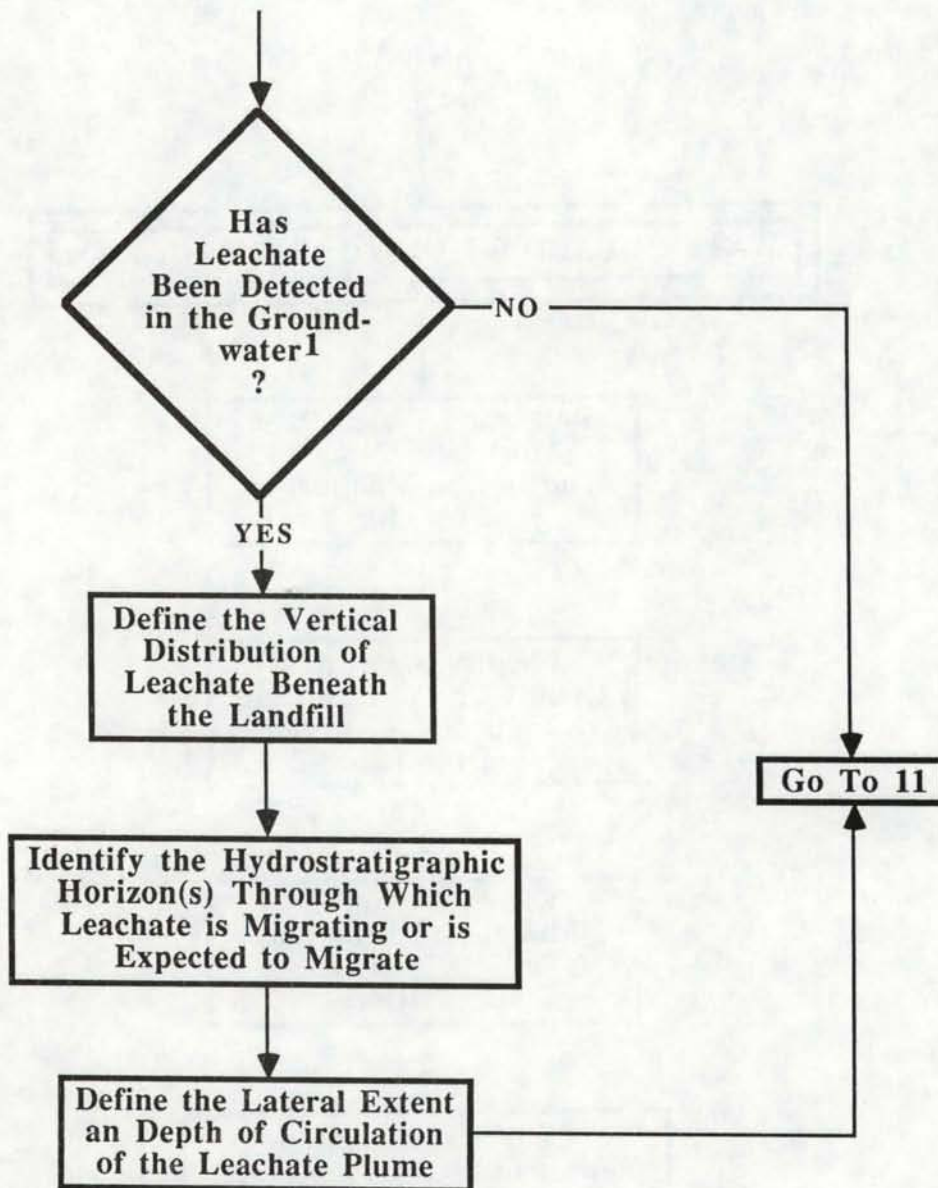 Has
Leachate
Been Detected
in the Ground-
water1
?
NO
YES
Define the Vertical
Distribution of
Leachate Beneath
the Landfill
Go To 11
Identify the Hydrostratigraphic
Horizon(s) Through Which
Leachate is Migrating or is
Expected to Migrate
Define the Lateral Extent
an Depth of Circulation
of the Leachate Plume